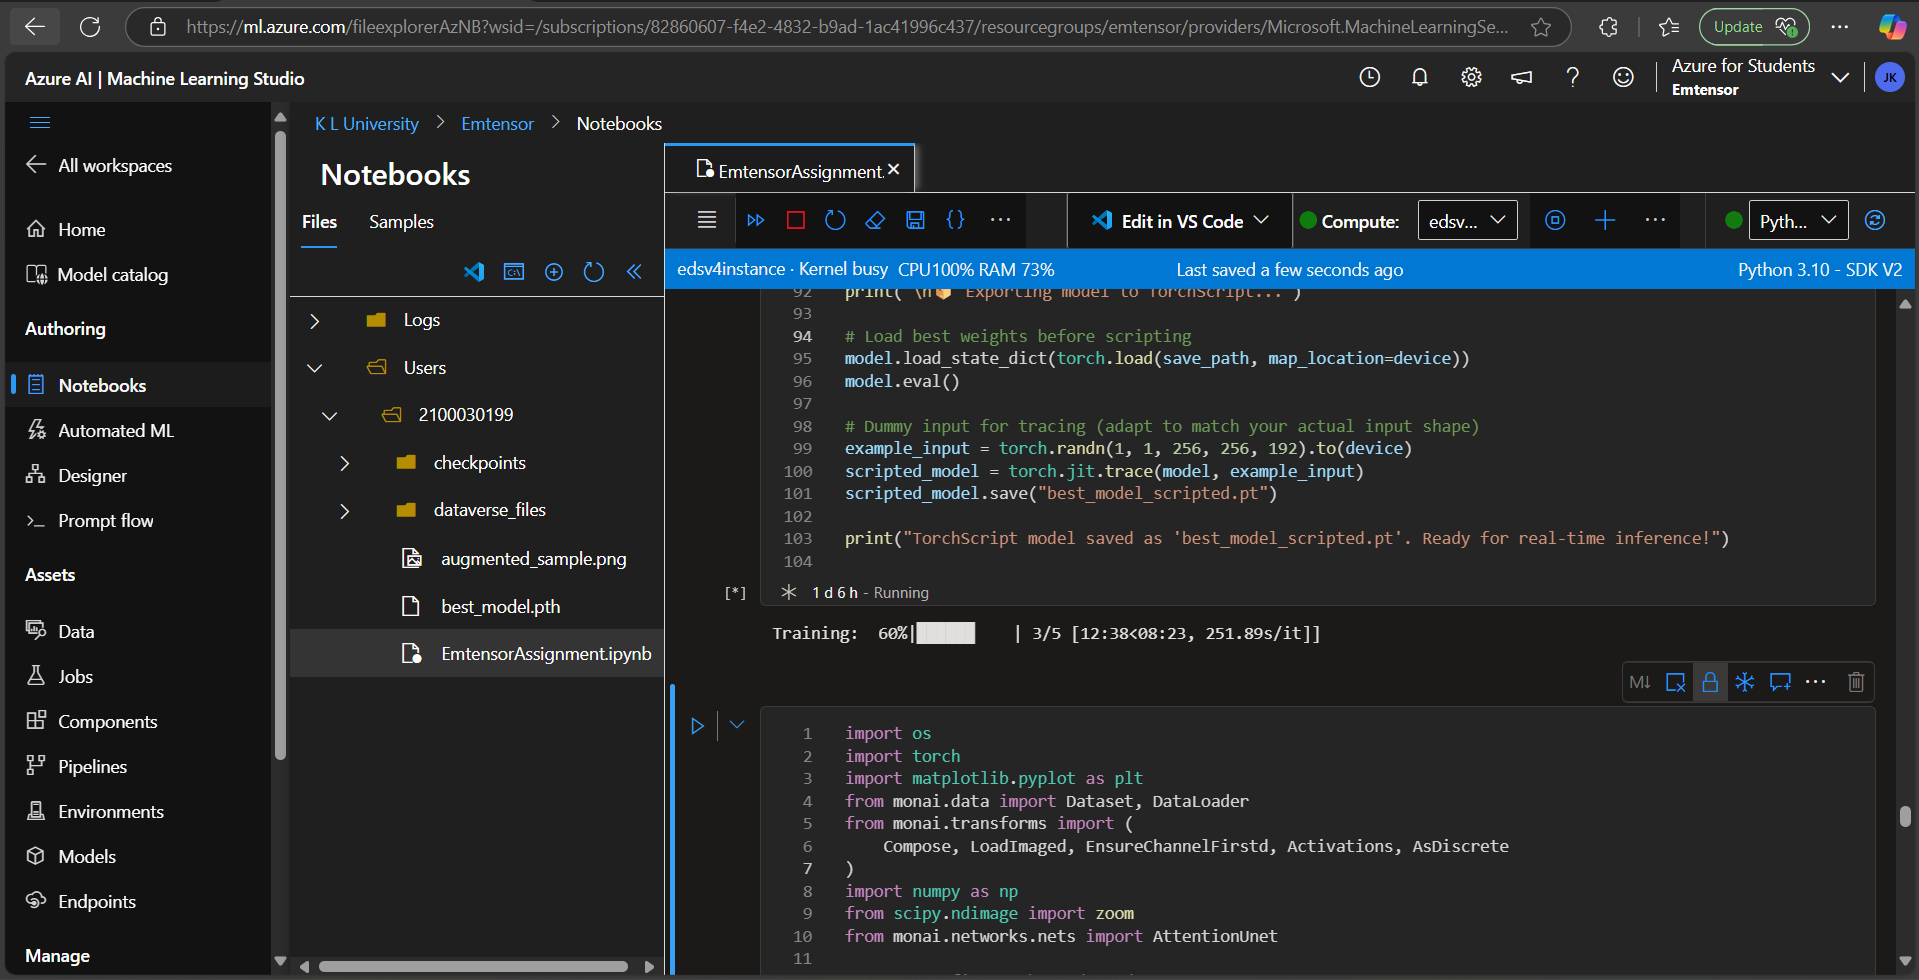 https://ml.azure.com/fileexplorerAzNB?wsid=/subscriptions/82860607-f4e2-4832-b9ad-1ac41996c437/resourcegroups/emtensor/providers/Microsoft.MachineLearningSe...
Update
Azure AI | Machine Learning Studio
Azure for Students
Emtensor
JK
All workspaces
Home
Model catalog
Authoring
Notebooks
Automated ML
Designer
Prompt flow
Assets
Data
Jobs
Components
Pipelines
Environments
Models
Endpoints
Manage
K L University > Emtensor > Notebooks
Notebooks
Files Samples
Logs
Users
2100030199
checkpoints
dataverse_files
augmented_sample.png
best_model.pth
EmtensorAssignment.ipynb
EmtensorAssignment.
Edit in VS Code
Compute:
edsv...
Pyth...
edsv4instance · Kernel busy CPU100% RAM 73%
Last saved a few seconds ago
Python 3.10 - SDK V2
92 print("\n📦 Exporting model to TorchScript...")
93
94 # Load best weights before scripting
95 model.load_state_dict(torch.load(save_path, map_location=device))
96 model.eval()
97
98 # Dummy input for tracing (adapt to match your actual input shape)
99 example_input = torch.randn(1, 1, 256, 256, 192).to(device)
100 scripted_model = torch.jit.trace(model, example_input)
101 scripted_model.save("best_model_scripted.pt")
102
103 print("TorchScript model saved as 'best_model_scripted.pt'. Ready for real-time inference!")
104
[*] 1 d 6 h - Running
Training: 60%|██████    | 3/5 [12:38<08:23, 251.89s/it]]
M↓
1 import os
2 import torch
3 import matplotlib.pyplot as plt
4 from monai.data import Dataset, DataLoader
5 from monai.transforms import (
6 Compose, LoadImaged, EnsureChannelFirstd, Activations, AsDiscrete
7 )
8 import numpy as np
9 from scipy.ndimage import zoom
10 from monai.networks.nets import AttentionUnet
11